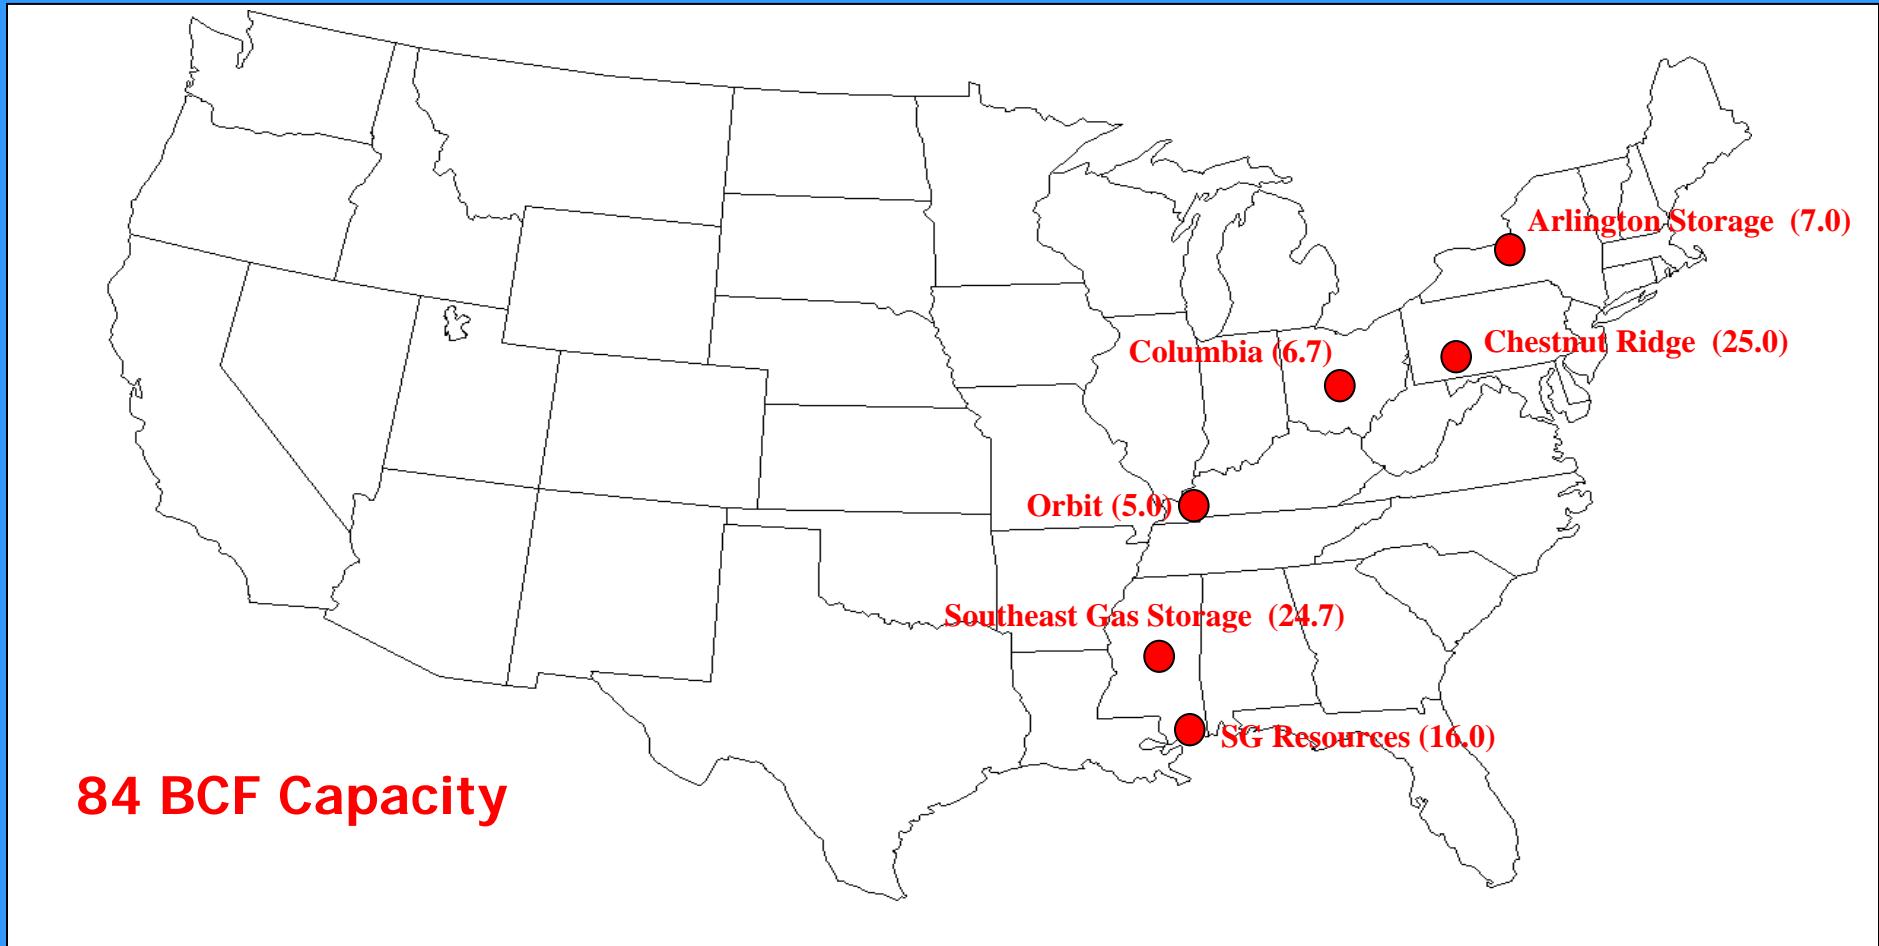 Arlington Storage  (7.0)
Chestnut Ridge  (25.0)
Columbia (6.7)
Orbit (5.0)
Southeast Gas Storage  (24.7)
SG Resources (16.0)
84 BCF Capacity